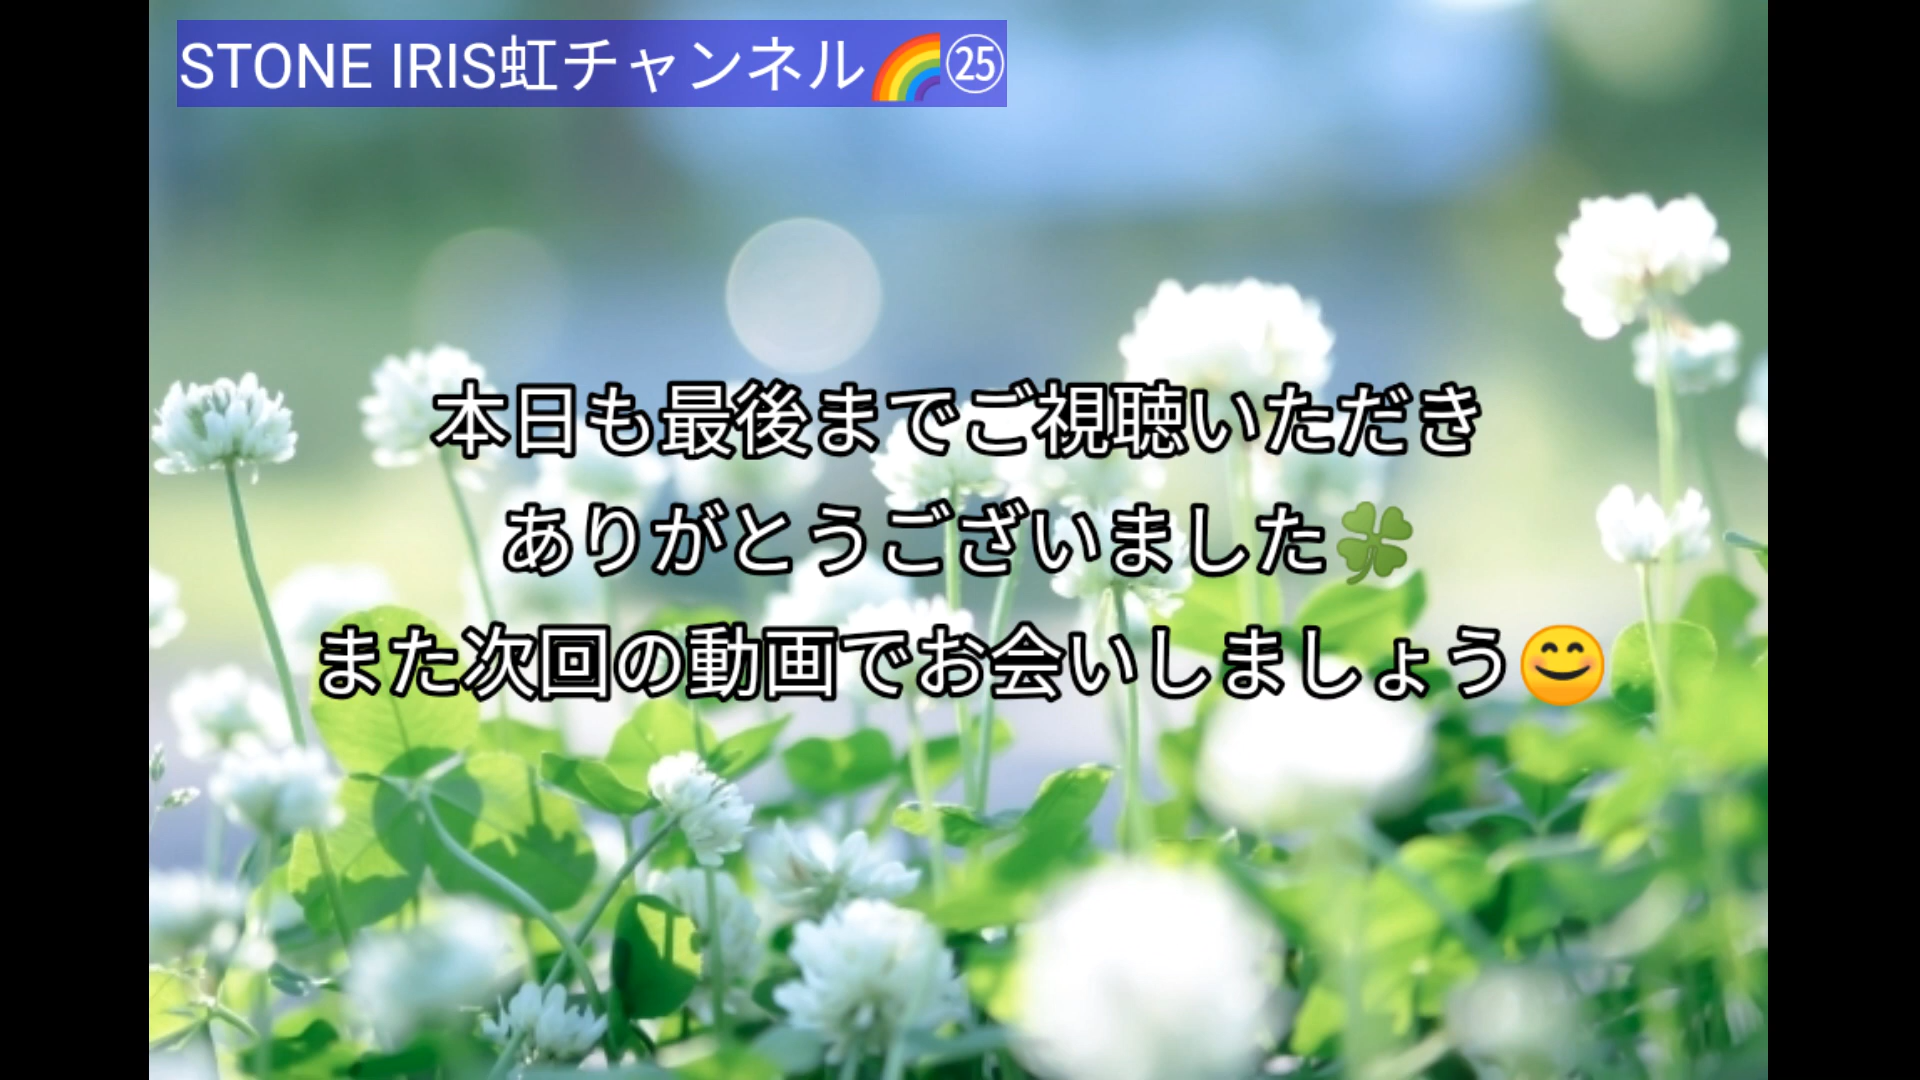 STONE IRIS虹チャンネル🌈㉕
本日も最後までご視聴いただき
ありがとうございました🍀
また次回の動画でお会いしましょう😊